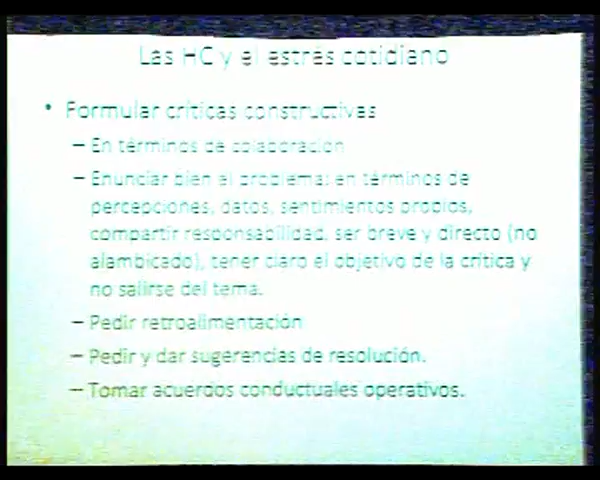 Las HC y el estrés cotidiano
• Formular críticas constructivas
– En términos de colaboración
– Enunciar bien el problema: en términos de
percepciones, datos, sentimientos propios,
compartir responsabilidad, ser breve y directo (no
alambicado), tener claro el objetivo de la crítica y
no salirse del tema.
– Pedir retroalimentación
– Pedir y dar sugerencias de resolución.
– Tomar acuerdos conductuales operativos.